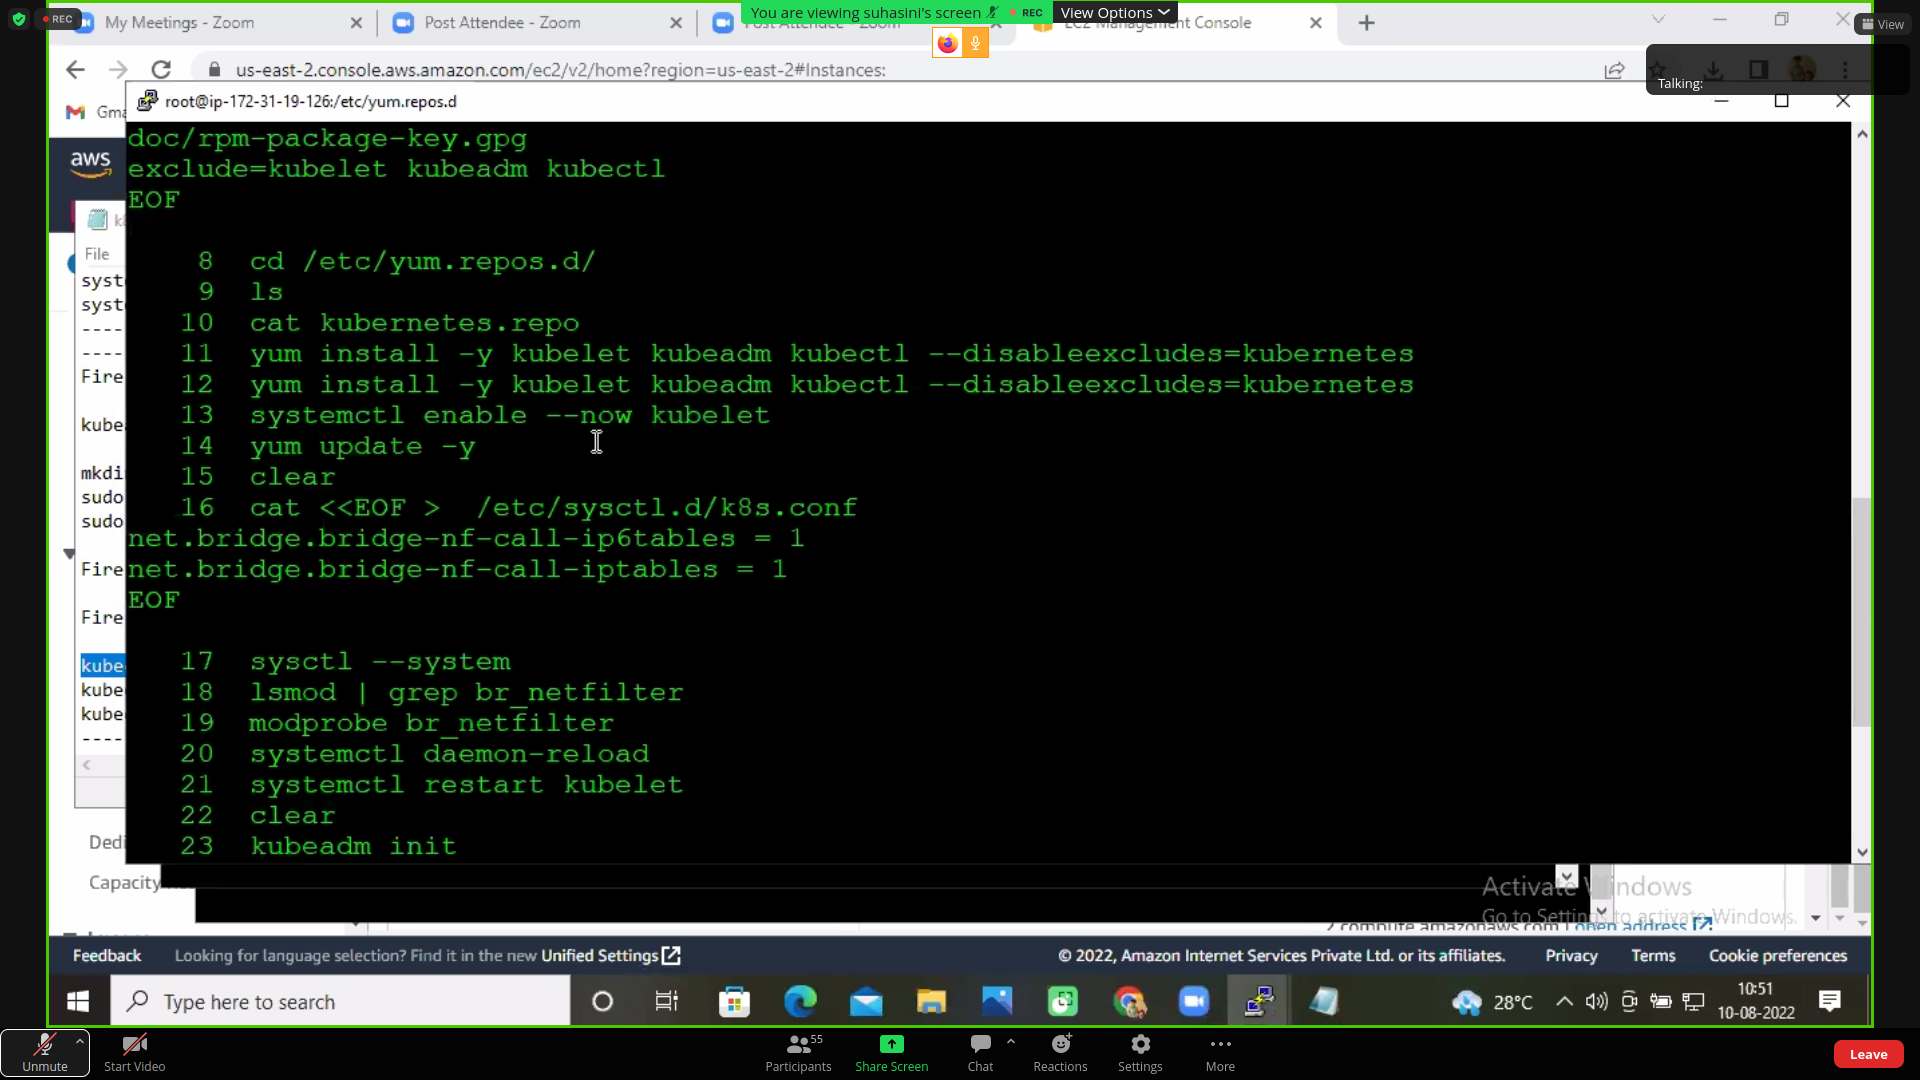 REC
My Meetings - Zoom
Post Attendee - Zoom
You are viewing suhasini's screen
REC
View Options
EC2 Management Console
View
us-east-2.console.aws.amazon.com/ec2/v2/home?region=us-east-2#Instances:
Talking:
root@ip-172-31-19-126:/etc/yum.repos.d
doc/rpm-package-key.gpg
exclude=kubelet kubeadm kubectl
EOF
8 cd /etc/yum.repos.d/
9 ls
10 cat kubernetes.repo
11 yum install -y kubelet kubeadm kubectl --disableexcludes=kubernetes
12 yum install -y kubelet kubeadm kubectl --disableexcludes=kubernetes
13 systemctl enable --now kubelet
14 yum update -y
15 clear
16 cat <<EOF >  /etc/sysctl.d/k8s.conf
net.bridge.bridge-nf-call-ip6tables = 1
net.bridge.bridge-nf-call-iptables = 1
EOF
17 sysctl --system
18 lsmod | grep br_netfilter
19 modprobe br_netfilter
20 systemctl daemon-reload
21 systemctl restart kubelet
22 clear
23 kubeadm init
aws
File
syst
syst
----
----
Fire
kube
mkdi
sudo
sudo
Fire
Fire
kube
kube
kube
----
Dedi
Capacity
Activate Windows
Go to Settings to activate Windows.
2.compute.amazonaws.com | open address
Feedback
Looking for language selection? Find it in the new Unified Settings
© 2022, Amazon Internet Services Private Ltd. or its affiliates.
Privacy
Terms
Cookie preferences
Type here to search
28°C
10:51
10-08-2022
Unmute
Start Video
Participants
55
Share Screen
Chat
Reactions
Settings
More
Leave